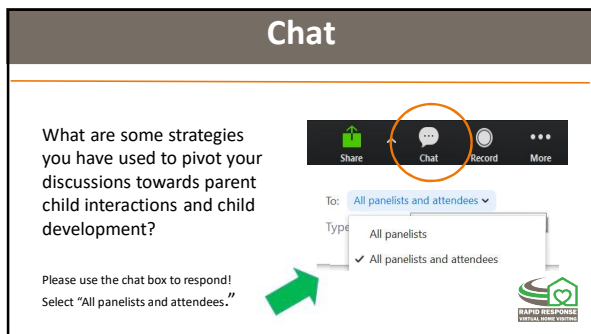 Chat
What are some strategies
you have used to pivot your
discussions towards parent
child interactions and child
development?
Please use the chat box to respond!
Select “All panelists and attendees.”
Share Chat Record More
To: All panelists and attendees
Type
All panelists
✓ All panelists and attendees
RAPID RESPONSE
VIRTUAL HOME VISITING